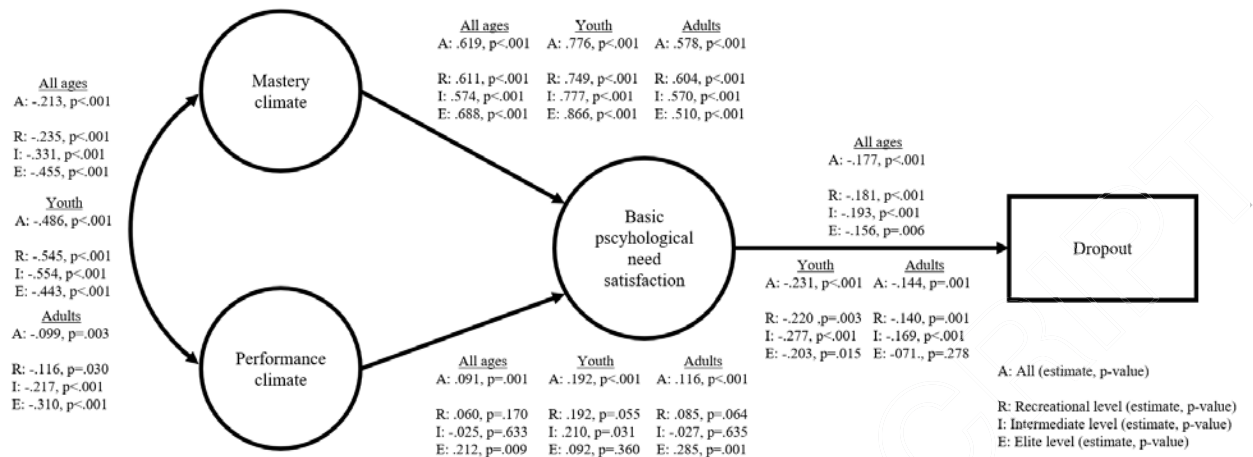 All ages
A: -.213, p<.001
R: -.235, p<.001
I: -.331, p<.001
E: -.455, p<.001
Youth
A: -.486, p<.001
R: -.545, p<.001
I: -.554, p<.001
E: -.443, p<.001
Adults
A: -.099, p=.003
R: -.116, p=.030
I: -.217, p<.001
E: -.310, p<.001
Mastery
climate
Performance
climate
All ages Youth Adults
A: .619, p<.001 A: .776, p<.001 A: .578, p<.001
R: .611, p<.001 R: .749, p<.001 R: .604, p<.001
I: .574, p<.001 I: .777, p<.001 I: .570, p<.001
E: .688, p<.001 E: .866, p<.001 E: .510, p<.001
Basic
pscyhological
need
satisfaction
All ages Youth Adults
A: .091, p=.001 A: .192, p<.001 A: .116, p<.001
R: .060, p=.170 R: .192, p=.055 R: .085, p=.064
I: -.025, p=.633 I: .210, p=.031 I: -.027, p=.635
E: .212, p=.009 E: .092, p=.360 E: .285, p=.001
All ages
A: -.177, p<.001
R: -.181, p<.001
I: -.193, p<.001
E: -.156, p=.006
Youth Adults
A: -.231, p<.001 A: -.144, p=.001
R: -.220 ,p=.003 R: -.140, p=.001
I: -.277, p<.001 I: -.169, p<.001
E: -.203, p=.015 E: -071., p=.278
Dropout
A: All (estimate, p-value)
R: Recreational level (estimate, p-value)
I: Intermediate level (estimate, p-value)
E: Elite level (estimate, p-value)